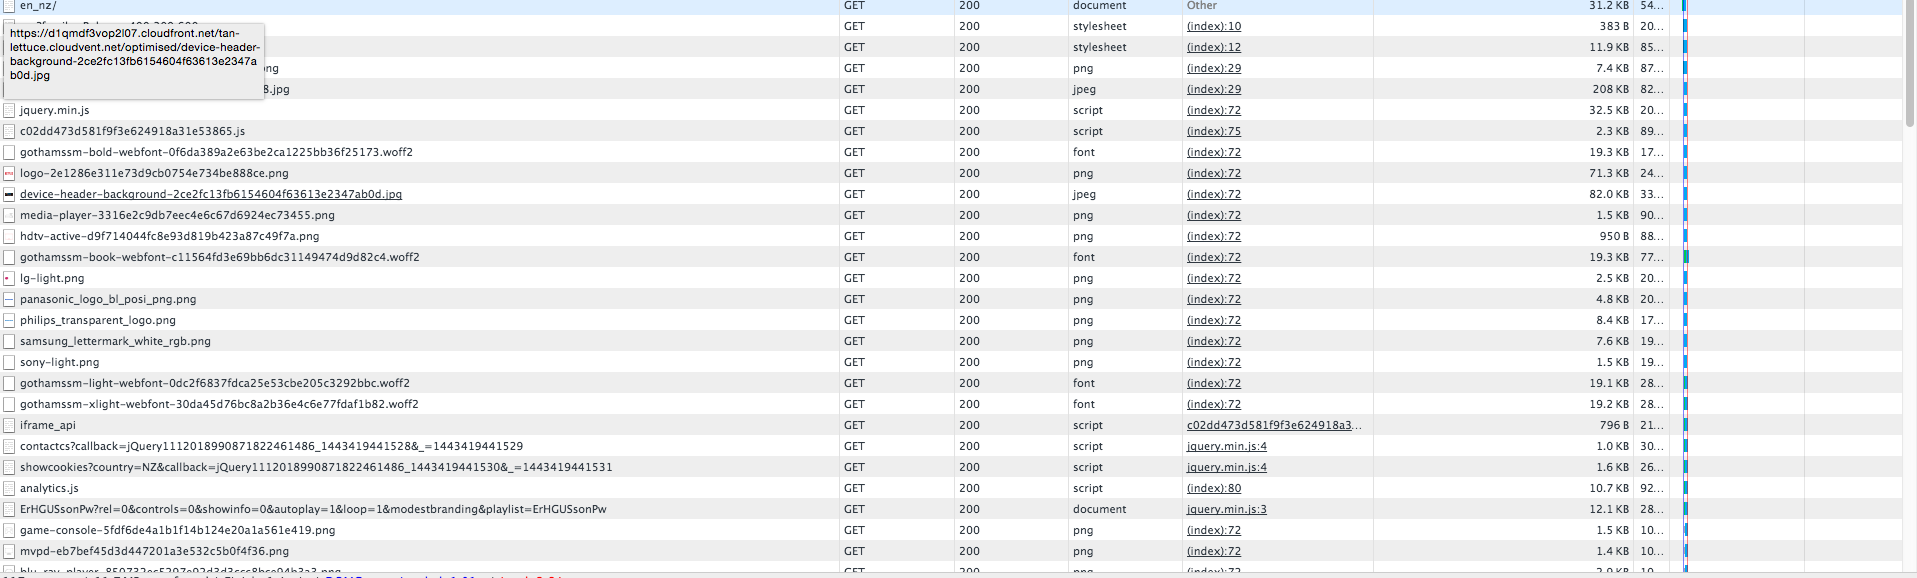 en_nz/ GET 200 document Other 31.2 KB 54...
GET 200 stylesheet (index):10 383 B 20...
https://d1qmdf3vop2l07.cloudfront.net/tan-
lettuce.cloudvent.net/optimised/device-header-
background-2ce2fc13fb6154604f63613e2347a
b0d.jpg
GET 200 stylesheet (index):12 11.9 KB 85...
ng GET 200 png (index):29 7.4 KB 87...
8.jpg GET 200 jpeg (index):29 208 KB 82...
jquery.min.js GET 200 script (index):72 32.5 KB 20...
c02dd473d581f9f3e624918a31e53865.js GET 200 script (index):75 2.3 KB 89...
gothamssm-bold-webfont-0f6da389a2e63be2ca1225bb36f25173.woff2 GET 200 font (index):72 19.3 KB 17...
logo-2e1286e311e73d9cb0754e734be888ce.png GET 200 png (index):72 71.3 KB 24...
device-header-background-2ce2fc13fb6154604f63613e2347ab0d.jpg GET 200 jpeg (index):72 82.0 KB 33...
media-player-3316e2c9db7eec4e6c67d6924ec73455.png GET 200 png (index):72 1.5 KB 90...
hdtv-active-d9f714044fc8e93d819b423a87c49f7a.png GET 200 png (index):72 950 B 88...
gothamssm-book-webfont-c11564fd3e69bb6dc31149474d9d82c4.woff2 GET 200 font (index):72 19.3 KB 77...
lg-light.png GET 200 png (index):72 2.5 KB 20...
panasonic_logo_bl_posi_png.png GET 200 png (index):72 4.8 KB 20...
philips_transparent_logo.png GET 200 png (index):72 8.4 KB 17...
samsung_lettermark_white_rgb.png GET 200 png (index):72 7.6 KB 19...
sony-light.png GET 200 png (index):72 1.5 KB 19...
gothamssm-light-webfont-0dc2f6837fdca25e53cbe205c3292bbc.woff2 GET 200 font (index):72 19.1 KB 28...
gothamssm-xlight-webfont-30da45d76bc8a2b36e4c6e77fdaf1b82.woff2 GET 200 font (index):72 19.2 KB 28...
iframe_api GET 200 script c02dd473d581f9f3e624918a3... 796 B 21...
contactcs?callback=jQuery1112018990871822461486_1443419441528&_=1443419441529 GET 200 script jquery.min.js:4 1.0 KB 30...
showcookies?country=NZ&callback=jQuery1112018990871822461486_1443419441530&_=1443419441531 GET 200 script jquery.min.js:4 1.6 KB 26...
analytics.js GET 200 script (index):80 10.7 KB 92...
ErHGUSsonPw?rel=0&controls=0&showinfo=0&autoplay=1&loop=1&modestbranding&playlist=ErHGUSsonPw GET 200 document jquery.min.js:3 12.1 KB 28...
game-console-5fdf6de4a1b1f14b124e20a1a561e419.png GET 200 png (index):72 1.5 KB 10...
mvpd-eb7bef45d3d447201a3e532c5b0f4f36.png GET 200 png (index):72 1.4 KB 10...
GET 200 png (index):72 10...